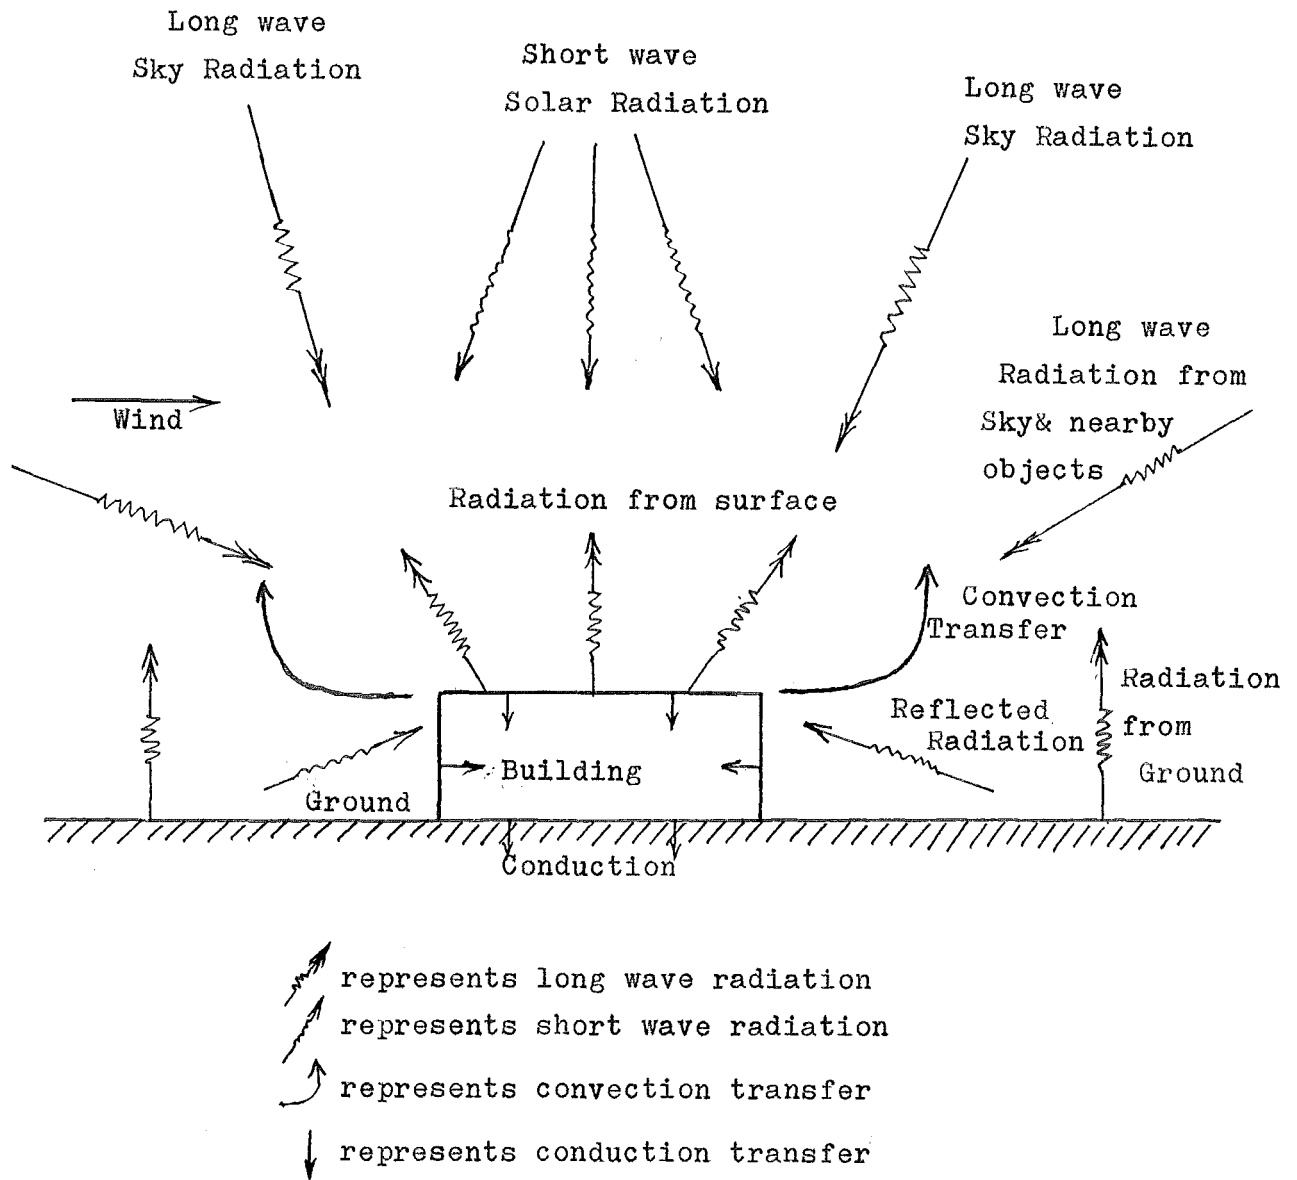 Long wave
Sky Radiation
Short wave
Solar Radiation
Long wave
Sky Radiation
Long wave
Radiation from
Sky& nearby
objects
Wind
Radiation from surface
Convection
Transfer
Radiation
from
Ground
Reflected
Radiation
Building
Ground
Conduction
represents long wave radiation
represents short wave radiation
represents convection transfer
represents conduction transfer